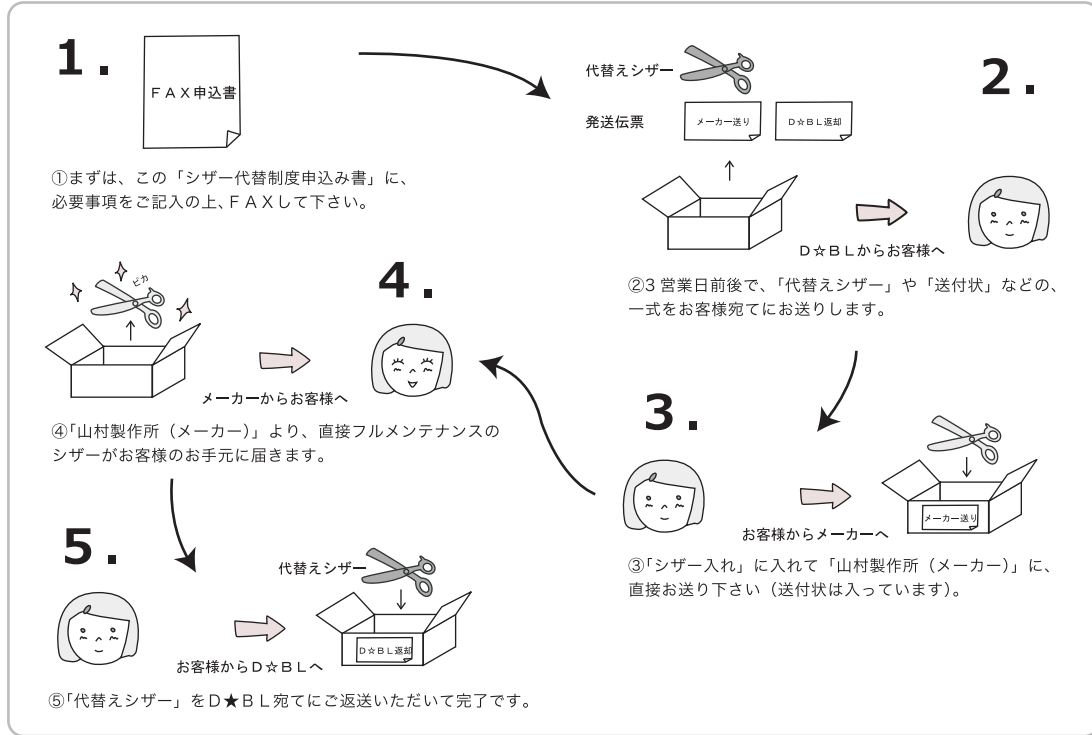 1.
ＦＡＸ申込書
①まずは、この「シザー代替制度申込み書」に、
必要事項をご記入の上、ＦＡＸして下さい。
2.
代替えシザー
発送伝票
メーカー送り
Ｄ☆ＢＬ返却
Ｄ☆ＢＬからお客様へ
②3 営業日前後で、「代替えシザー」や「送付状」などの、
一式をお客様宛てにお送りします。
3.
メーカー送り
お客様からメーカーへ
③「シザー入れ」に入れて「山村製作所（メーカー）」に、
直接お送り下さい（送付状は入っています）。
4.
ピカ
メーカーからお客様へ
④「山村製作所（メーカー）」より、直接フルメンテナンスの
シザーがお客様のお手元に届きます。
5.
代替えシザー
Ｄ☆ＢＬ返却
お客様からＤ☆ＢＬへ
⑤「代替えシザー」をＤ★ＢＬ宛てにご返送いただいて完了です。